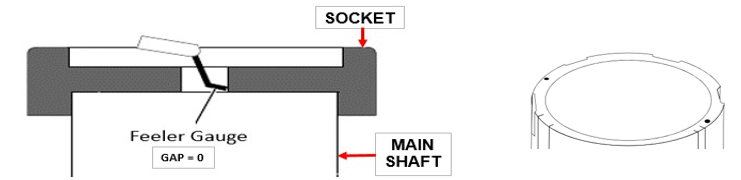 SOCKET
Feeler Gauge
GAP = 0
MAIN
SHAFT